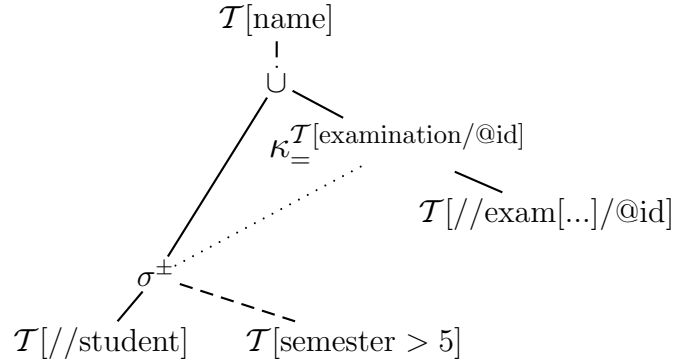 𝒯[name]
∪
κ₌^𝒯[examination/@id]
𝒯[//exam[...]/@id]
σ^±
𝒯[//student] 𝒯[semester > 5]